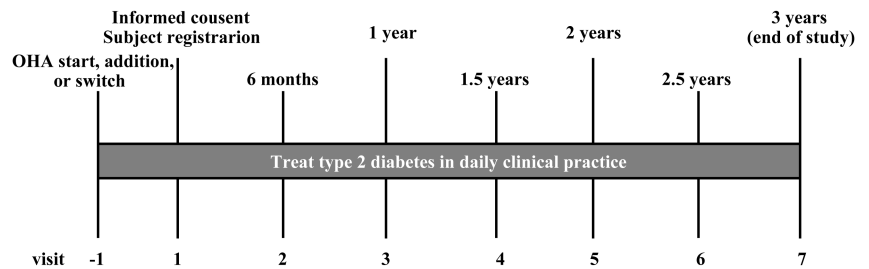 Informed cousent
Subject registrarion
OHA start, addition,
or switch
6 months
1 year
1.5 years
2 years
2.5 years
3 years
(end of study)
Treat type 2 diabetes in daily clinical practice
visit -1 1 2 3 4 5 6 7